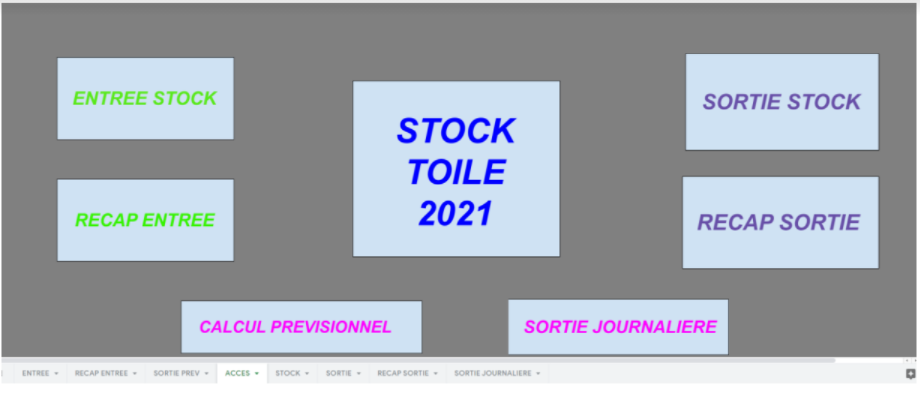 ENTREE STOCK
SORTIE STOCK
STOCK
TOILE
2021
RECAP ENTREE
RECAP SORTIE
CALCUL PREVISIONNEL
SORTIE JOURNALIERE
ENTREE RECAP ENTREE SORTIE PREV ACCES STOCK SORTIE RECAP SORTIE SORTIE JOURNALIERE